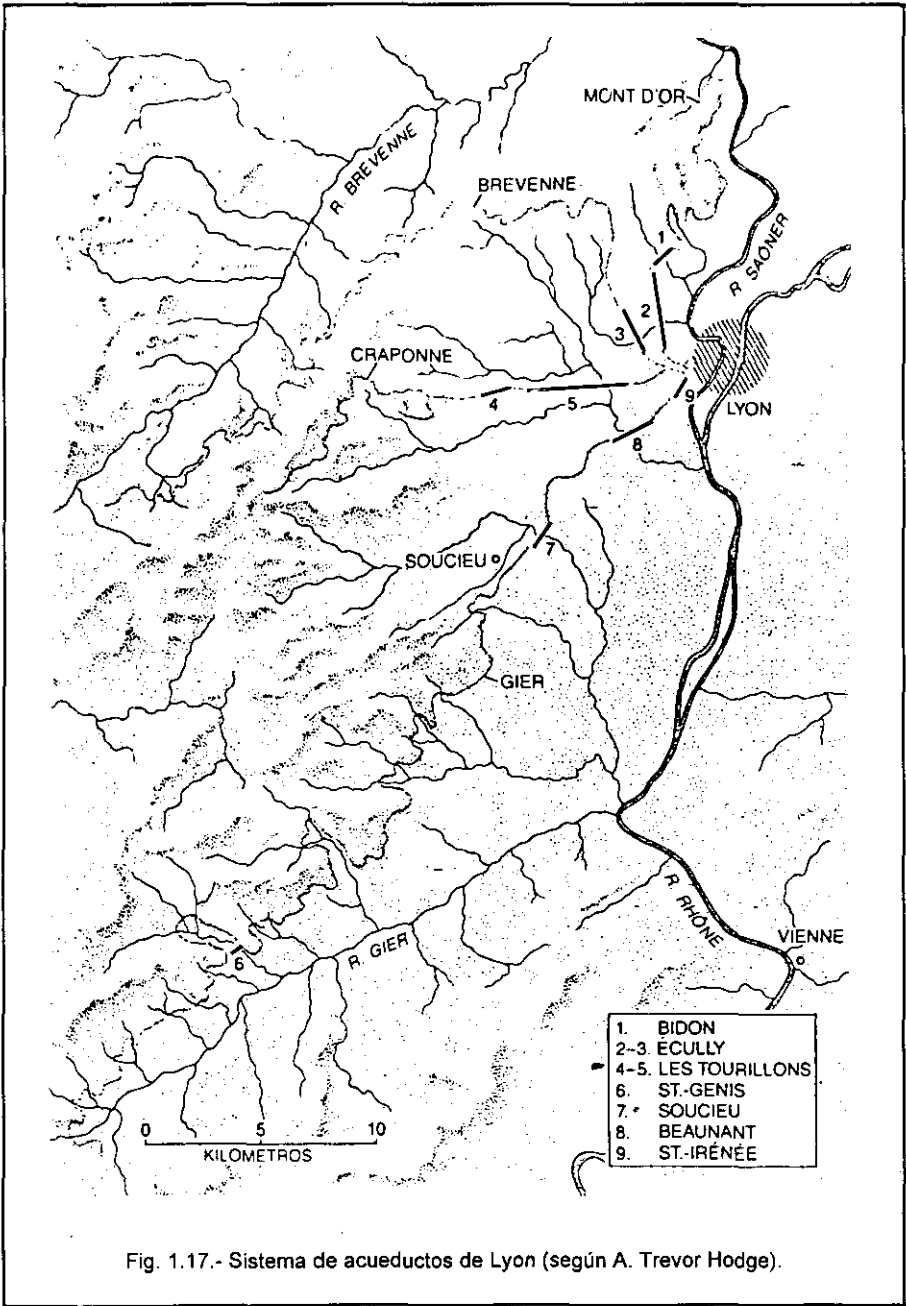 MONT D'OR
R. BREVENNE
BREVENNE
1
R. SAÔNER
2
3
CRAPONNE
4
5
9
LYON
8
SOUCIEU
7
GIER
R. RHÔNE
VIENNE
R. GIER
6
1. BIDON
2-3. ÉCULLY
4-5. LES TOURILLONS
6. ST.-GENIS
7. SOUCIEU
8. BEAUNANT
9. ST.-IRÉNÉE
0 5 10
KILOMETROS
Fig. 1.17.- Sistema de acueductos de Lyon (según A. Trevor Hodge).